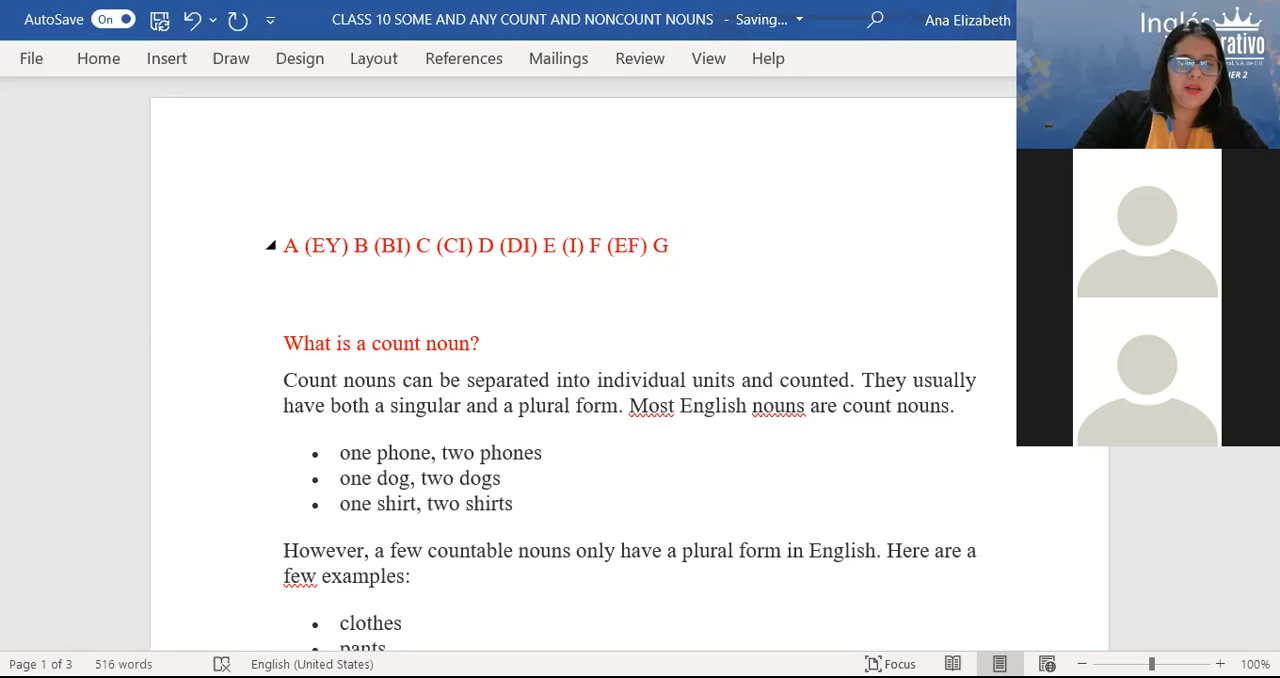 AutoSave On CLASS 10 SOME AND ANY COUNT AND NONCOUNT NOUNS - Saving... Ana Elizabeth
File Home Insert Draw Design Layout References Mailings Review View Help
Inglés
A (EY) B (BI) C (CI) D (DI) E (I) F (EF) G
What is a count noun?
Count nouns can be separated into individual units and counted. They usually
have both a singular and a plural form. Most English nouns are count nouns.
• one phone, two phones
• one dog, two dogs
• one shirt, two shirts
However, a few countable nouns only have a plural form in English. Here are a
few examples:
• clothes
• pants
Page 1 of 3 516 words English (United States) Focus 100%